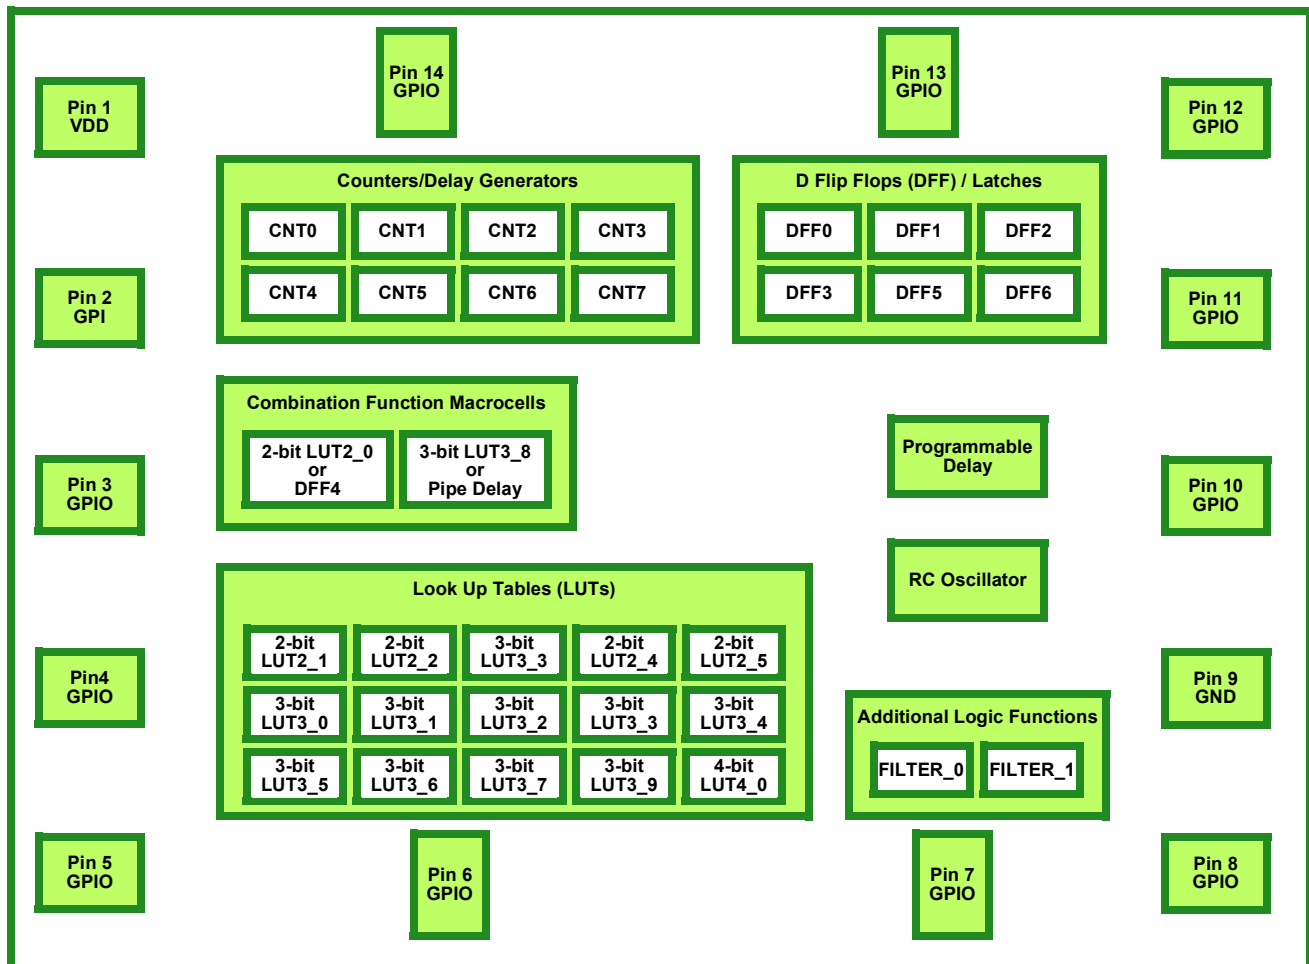 Pin 14
GPIO
Pin 13
GPIO
Pin 1
VDD
Pin 12
GPIO
Counters/Delay Generators
CNT0
CNT1
CNT2
CNT3
CNT4
CNT5
CNT6
CNT7
D Flip Flops (DFF) / Latches
DFF0
DFF1
DFF2
DFF3
DFF5
DFF6
Pin 2
GPI
Pin 11
GPIO
Combination Function Macrocells
2-bit LUT2_0
or
DFF4
3-bit LUT3_8
or
Pipe Delay
Programmable
Delay
Pin 3
GPIO
Pin 10
GPIO
RC Oscillator
Look Up Tables (LUTs)
2-bit
LUT2_1
2-bit
LUT2_2
3-bit
LUT3_3
2-bit
LUT2_4
2-bit
LUT2_5
3-bit
LUT3_0
3-bit
LUT3_1
3-bit
LUT3_2
3-bit
LUT3_3
3-bit
LUT3_4
3-bit
LUT3_5
3-bit
LUT3_6
3-bit
LUT3_7
3-bit
LUT3_9
4-bit
LUT4_0
Pin4
GPIO
Pin 9
GND
Additional Logic Functions
FILTER_0
FILTER_1
Pin 5
GPIO
Pin 6
GPIO
Pin 7
GPIO
Pin 8
GPIO